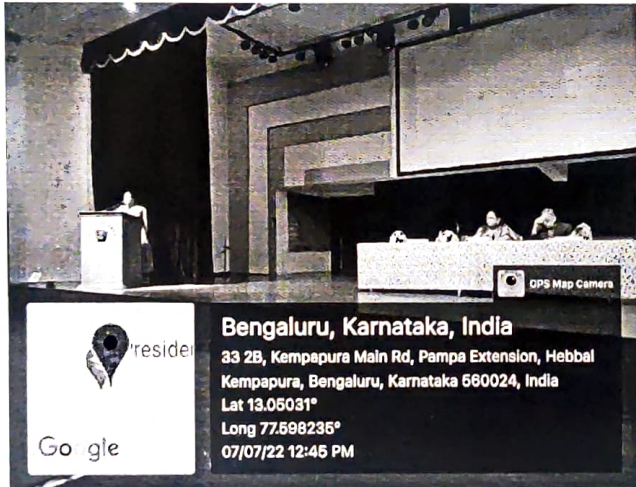 GPS Map Camera
Bengaluru, Karnataka, India
33 2B, Kempapura Main Rd, Pampa Extension, Hebbal
Kempapura, Bengaluru, Karnataka 560024, India
Lat 13.05031°
Long 77.598235°
07/07/22 12:45 PM
Presiden
Google